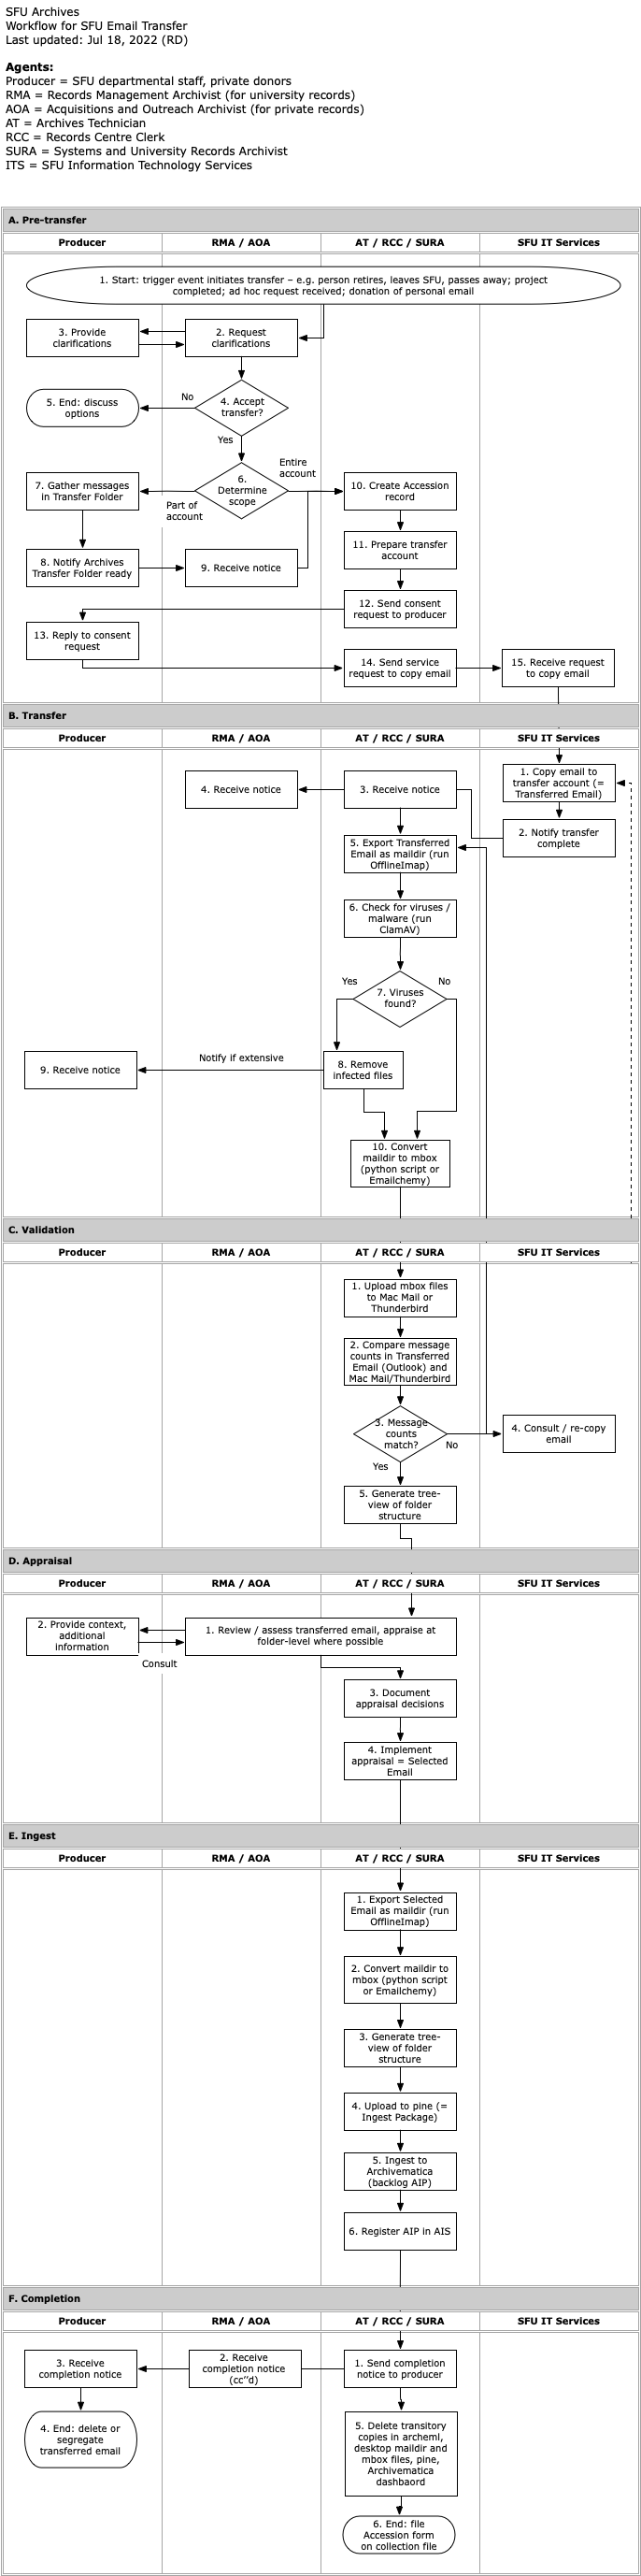 SFU Archives
Workflow for SFU Email Transfer
Last updated: Jul 18, 2022 (RD)
Agents:
Producer = SFU departmental staff, private donors
RMA = Records Management Archivist (for university records)
AOA = Acquisitions and Outreach Archivist (for private records)
AT = Archives Technician
RCC = Records Centre Clerk
SURA = Systems and University Records Archivist
ITS = SFU Information Technology Services
A. Pre-transfer
Producer
RMA / AOA
AT / RCC / SURA
SFU IT Services
1. Start: trigger event initiates transfer – e.g. person retires, leaves SFU, passes away; project
completed; ad hoc request received; donation of personal email
3. Provide
clarifications
2. Request
clarifications
5. End: discuss
options
No
4. Accept
transfer?
Yes
7. Gather messages
in Transfer Folder
Part of
account
6.
Determine
scope
Entire
account
10. Create Accession
record
11. Prepare transfer
account
8. Notify Archives
Transfer Folder ready
9. Receive notice
12. Send consent
request to producer
13. Reply to consent
request
14. Send service
request to copy email
15. Receive request
to copy email
B. Transfer
Producer
RMA / AOA
AT / RCC / SURA
SFU IT Services
1. Copy email to
transfer account (=
Transferred Email)
4. Receive notice
3. Receive notice
2. Notify transfer
complete
5. Export Transferred
Email as maildir (run
OfflineImap)
6. Check for viruses /
malware (run
ClamAV)
Yes
7. Viruses
found?
No
9. Receive notice
Notify if extensive
8. Remove
infected files
10. Convert
maildir to mbox
(python script or
Emailchemy)
C. Validation
Producer
RMA / AOA
AT / RCC / SURA
SFU IT Services
1. Upload mbox files
to Mac Mail or
Thunderbird
2. Compare message
counts in Transferred
Email (Outlook) and
Mac Mail/Thunderbird
3. Message
counts
match?
No
4. Consult / re-copy
email
Yes
5. Generate tree-
view of folder
structure
D. Appraisal
Producer
RMA / AOA
AT / RCC / SURA
SFU IT Services
2. Provide context,
additional
information
Consult
1. Review / assess transferred email, appraise at
folder-level where possible
3. Document
appraisal decisions
4. Implement
appraisal = Selected
Email
E. Ingest
Producer
RMA / AOA
AT / RCC / SURA
SFU IT Services
1. Export Selected
Email as maildir (run
OfflineImap)
2. Convert maildir to
mbox (python script
or Emailchemy)
3. Generate tree-
view of folder
structure
4. Upload to pine (=
Ingest Package)
5. Ingest to
Archivematica
(backlog AIP)
6. Register AIP in AIS
F. Completion
Producer
RMA / AOA
AT / RCC / SURA
SFU IT Services
3. Receive
completion notice
2. Receive
completion notice
(cc"d)
1. Send completion
notice to producer
4. End: delete or
segregate
transferred email
5. Delete transitory
copies in archeml,
desktop maildir and
mbox files, pine,
Archivematica
dashbaord
6. End: file
Accession form
on collection file